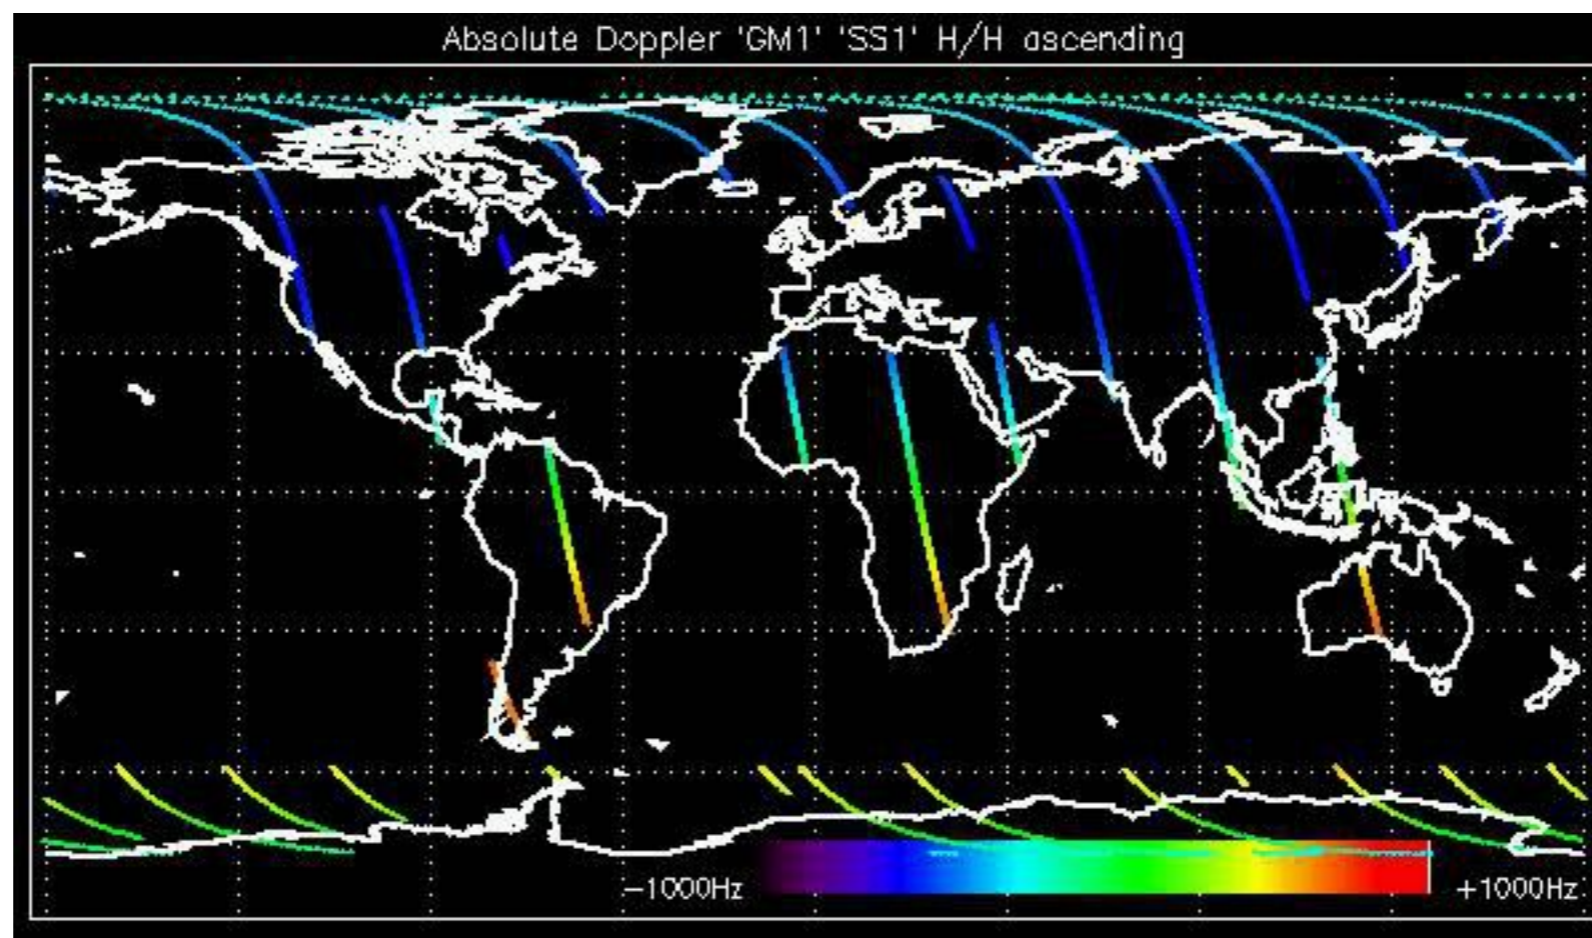 Absolute Doppler 'GM1' 'SS1' H/H ascending
−1000Hz
+1000Hz